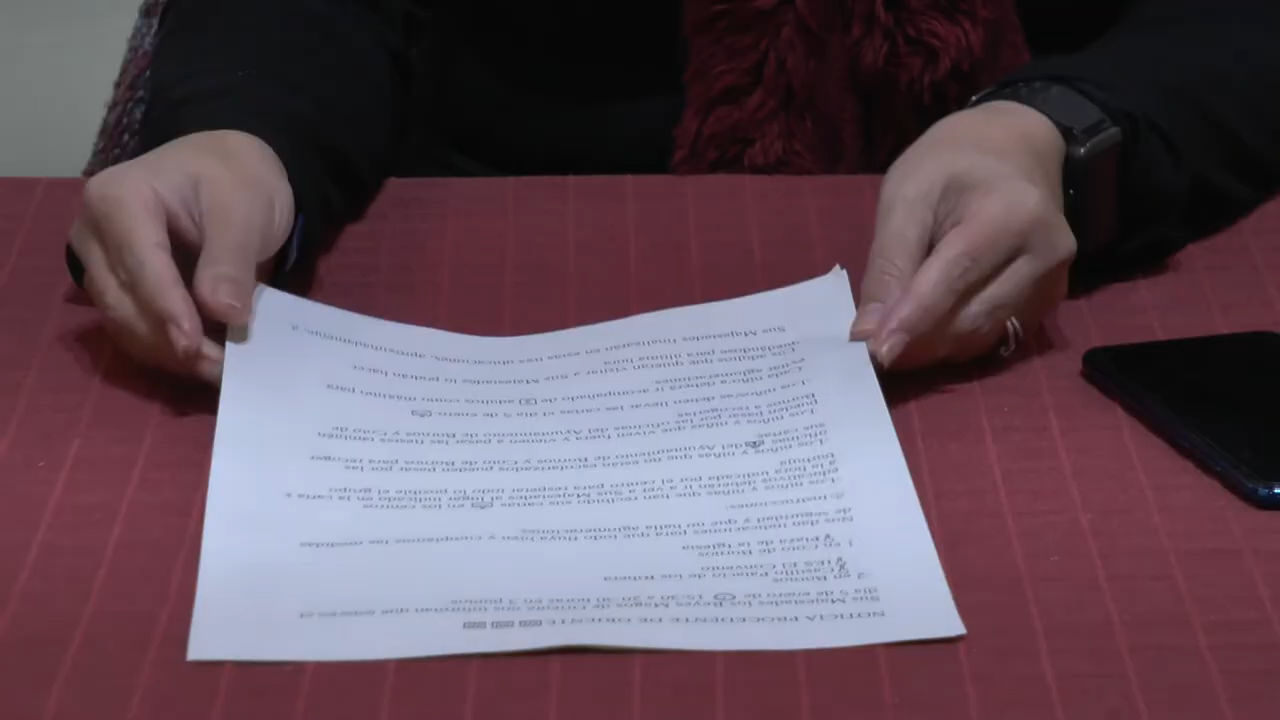 NOTICIA PROCEDENTE DE ORIENTE
Sus Majestades los Reyes Magos de Oriente nos informan que estarán el
día 5 de enero de 15:30 a 20:30 horas en 3 puntos:
-2 en Bornos
Castillo Palacio de los Ribera
IES El Convento
1 en Coto de Bornos
Plaza de la Iglesia
Nos dan indicaciones para que todo fluya bien y cumplamos las medidas
de seguridad y que no haya aglomeraciones:
Instrucciones:
-Los niños y niñas que han recibido sus cartas en los centros
educativos deberán ir a ver a Sus Majestades al lugar indicado en la carta y
a la hora indicada por el centro para respetar todo lo posible el grupo
burbuja
-Los niños y niñas que no están escolarizados pueden pasar por las
oficinas del Ayuntamiento de Bornos y Coto de Bornos para recoger
sus cartas
-Los niños y niñas que viven fuera y vienen a pasar las fiestas también
pueden pasar por las oficinas del Ayuntamiento de Bornos y Coto de
Bornos a recogerlas
-Los niños/as deben llevar las cartas el día 5 de enero
-Cada niño/a deberá ir acompañado de 2 adultos como máximo para
evitar aglomeraciones
-Los adultos que quieran visitar a Sus Majestades lo podrán hacer
quedándose para última hora
Sus Majestades finalizarán en esas tres ubicaciones, aproximadamente, a